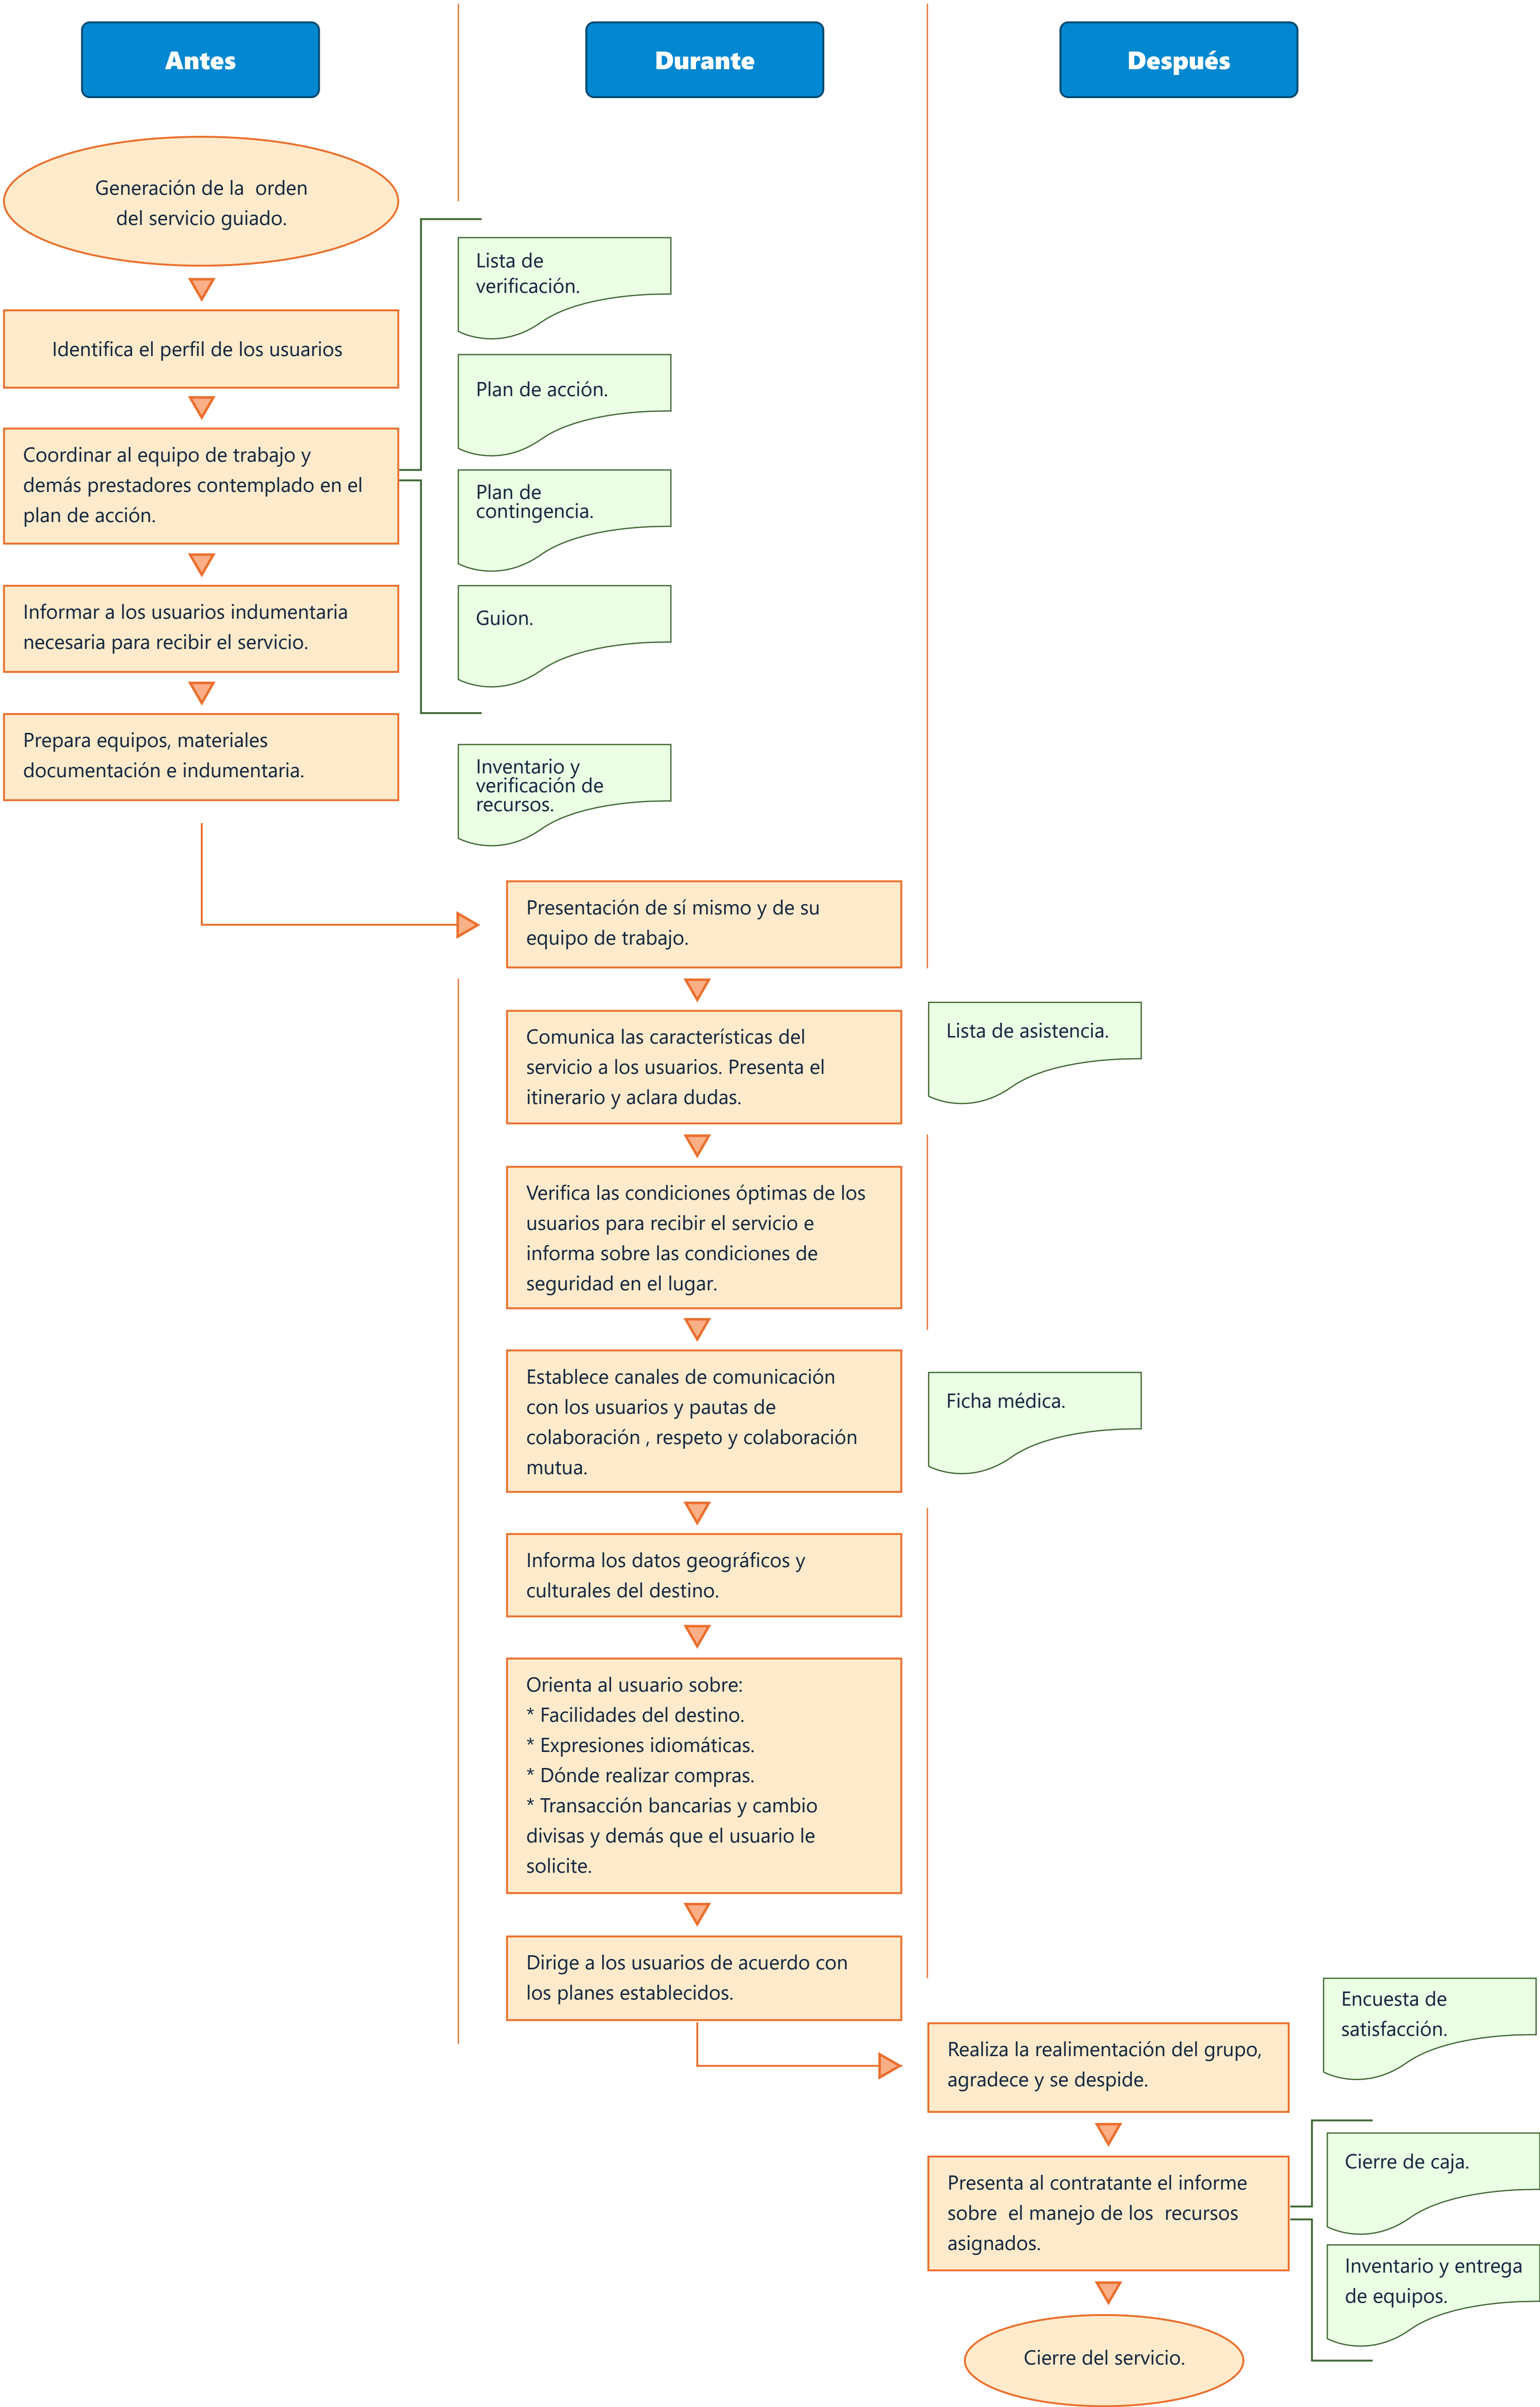 Antes
Durante
Después
Generación de la  orden
del servicio guiado.
Identifica el perfil de los usuarios
Coordinar al equipo de trabajo y
demás prestadores contemplado en el
plan de acción.
Lista de
verificación.
Plan de acción.
Plan de
contingencia.
Guion.
Informar a los usuarios indumentaria
necesaria para recibir el servicio.
Prepara equipos, materiales
documentación e indumentaria.
Inventario y
verificación de
recursos.
Presentación de sí mismo y de su
equipo de trabajo.
Comunica las características del
servicio a los usuarios. Presenta el
itinerario y aclara dudas.
Lista de asistencia.
Verifica las condiciones óptimas de los
usuarios para recibir el servicio e
informa sobre las condiciones de
seguridad en el lugar.
Establece canales de comunicación
con los usuarios y pautas de
colaboración , respeto y colaboración
mutua.
Ficha médica.
Informa los datos geográficos y
culturales del destino.
Orienta al usuario sobre:
* Facilidades del destino.
* Expresiones idiomáticas.
* Dónde realizar compras.
* Transacción bancarias y cambio
divisas y demás que el usuario le
solicite.
Dirige a los usuarios de acuerdo con
los planes establecidos.
Realiza la realimentación del grupo,
agradece y se despide.
Encuesta de
satisfacción.
Presenta al contratante el informe
sobre  el manejo de los  recursos
asignados.
Cierre de caja.
Inventario y entrega
de equipos.
Cierre del servicio.